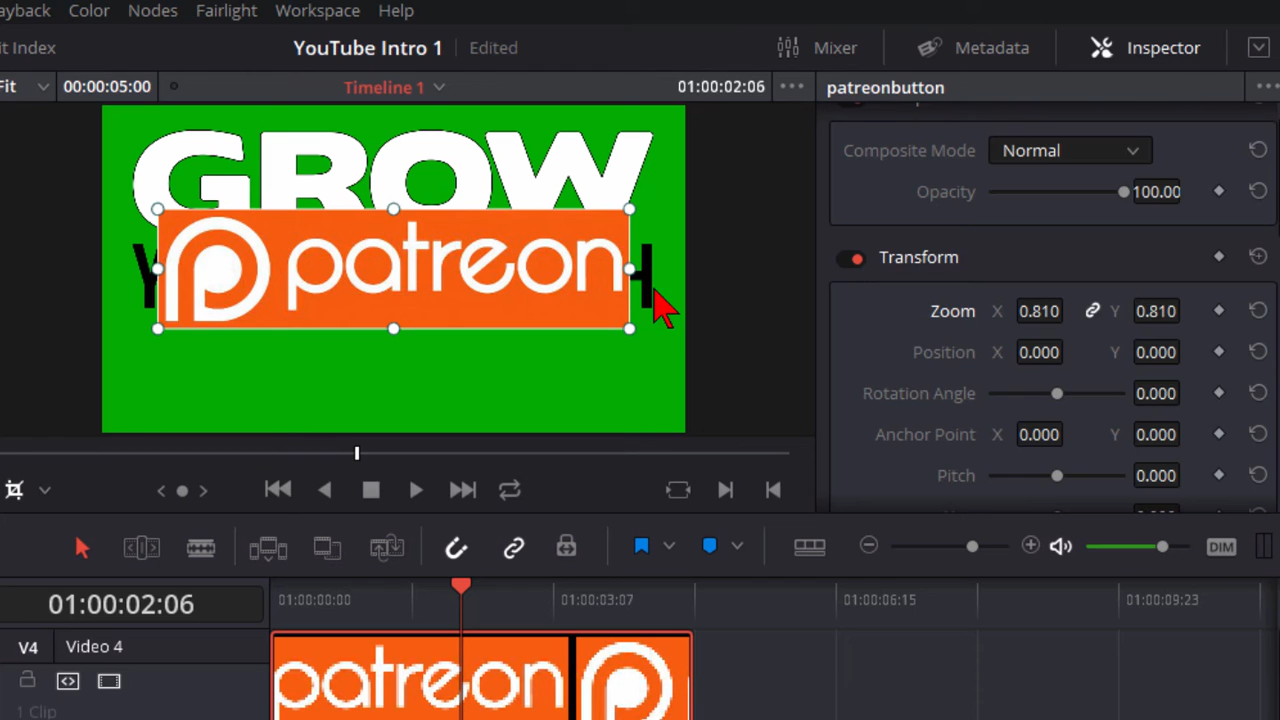 ayback Color Nodes Fairlight Workspace Help
it Index YouTube Intro 1 Edited Mixer Metadata Inspector
Fit 00:00:05:00 Timeline 1 01:00:02:06 patreonbutton
Composite Mode Normal
Opacity 100.00
Transform
Zoom X 0.810 Y 0.810
Position X 0.000 Y 0.000
Rotation Angle 0.000
Anchor Point X 0.000 Y 0.000
Pitch 0.000
GROW
patreon
DIM
01:00:02:06 01:00:00:00 01:00:03:07 01:00:06:15 01:00:09:23
V4 Video 4
1 Clip
patreon